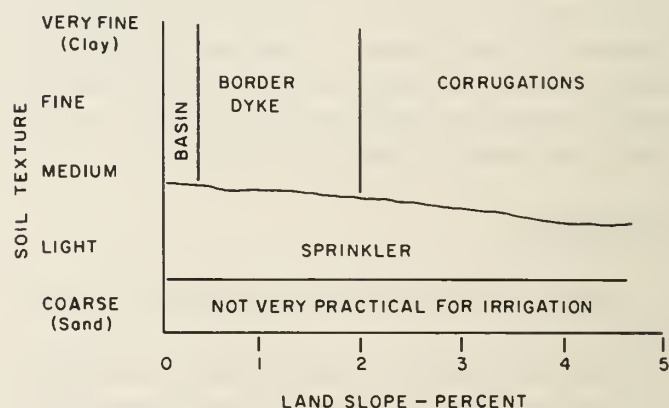 VERY FINE
(Clay)
FINE
MEDIUM
LIGHT
COARSE
(Sand)
SOIL TEXTURE
BASIN
BORDER
DYKE
CORRUGATIONS
SPRINKLER
NOT VERY PRACTICAL FOR IRRIGATION
0 1 2 3 4 5
LAND SLOPE – PERCENT